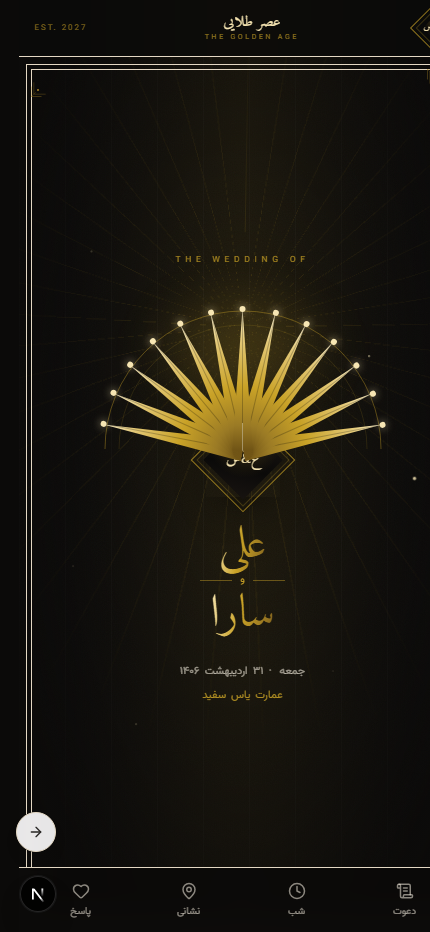 EST. 2027
عصر طلایی
THE GOLDEN AGE
THE WEDDING OF
علی
و
سارا
جمعه · ۳۱ اردیبهشت ۱۴۰۶
عمارت یاس سفید
دعوت
شب
نشانی
پاسخ
N